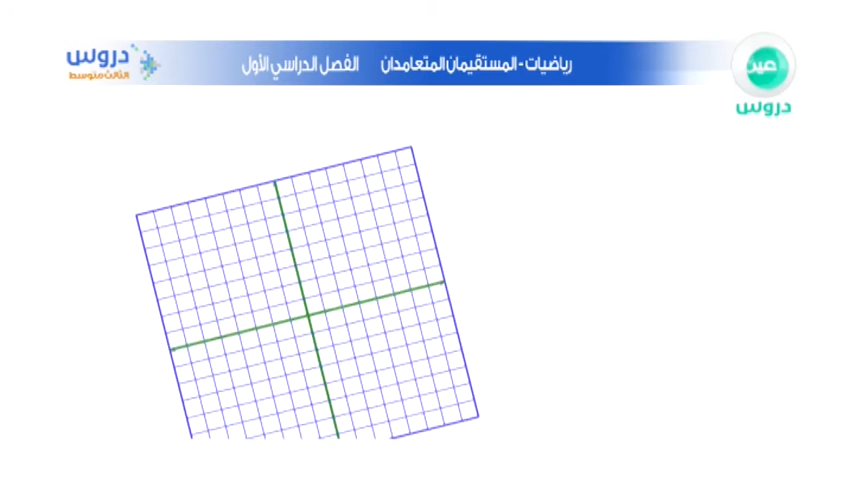 رياضيات - المستقيمان المتعامدان الفصل الدراسي الأول
دروس
الثالث متوسط
عين
دروس